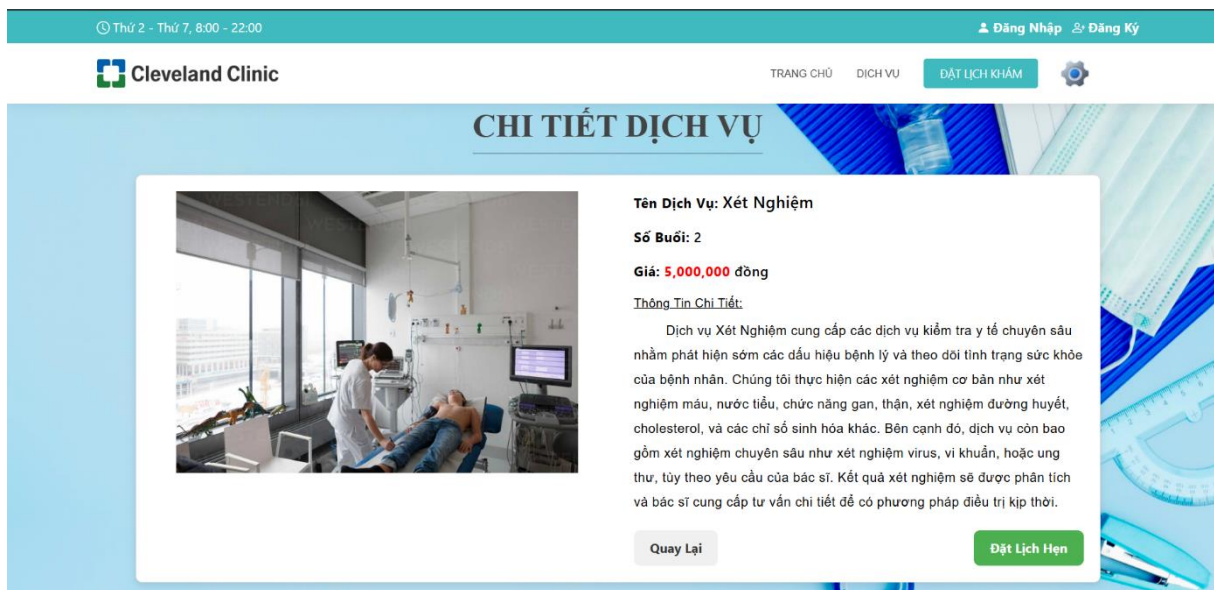 Thứ 2 - Thứ 7, 8:00 - 22:00
Đăng Nhập Đăng Ký
Cleveland Clinic
TRANG CHỦ DỊCH VỤ ĐẶT LỊCH KHÁM
CHI TIẾT DỊCH VỤ
Tên Dịch Vụ: Xét Nghiệm
Số Buổi: 2
Giá: 5,000,000 đồng
Thông Tin Chi Tiết:
Dịch vụ Xét Nghiệm cung cấp các dịch vụ kiểm tra y tế chuyên sâu
nhằm phát hiện sớm các dấu hiệu bệnh lý và theo dõi tình trạng sức khỏe
của bệnh nhân. Chúng tôi thực hiện các xét nghiệm cơ bản như xét
nghiệm máu, nước tiểu, chức năng gan, thận, xét nghiệm đường huyết,
cholesterol, và các chỉ số sinh hóa khác. Bên cạnh đó, dịch vụ còn bao
gồm xét nghiệm chuyên sâu như xét nghiệm virus, vi khuẩn, hoặc ung
thư, tùy theo yêu cầu của bác sĩ. Kết quả xét nghiệm sẽ được phân tích
và bác sĩ cung cấp tư vấn chi tiết để có phương pháp điều trị kịp thời.
Quay Lại
Đặt Lịch Hẹn